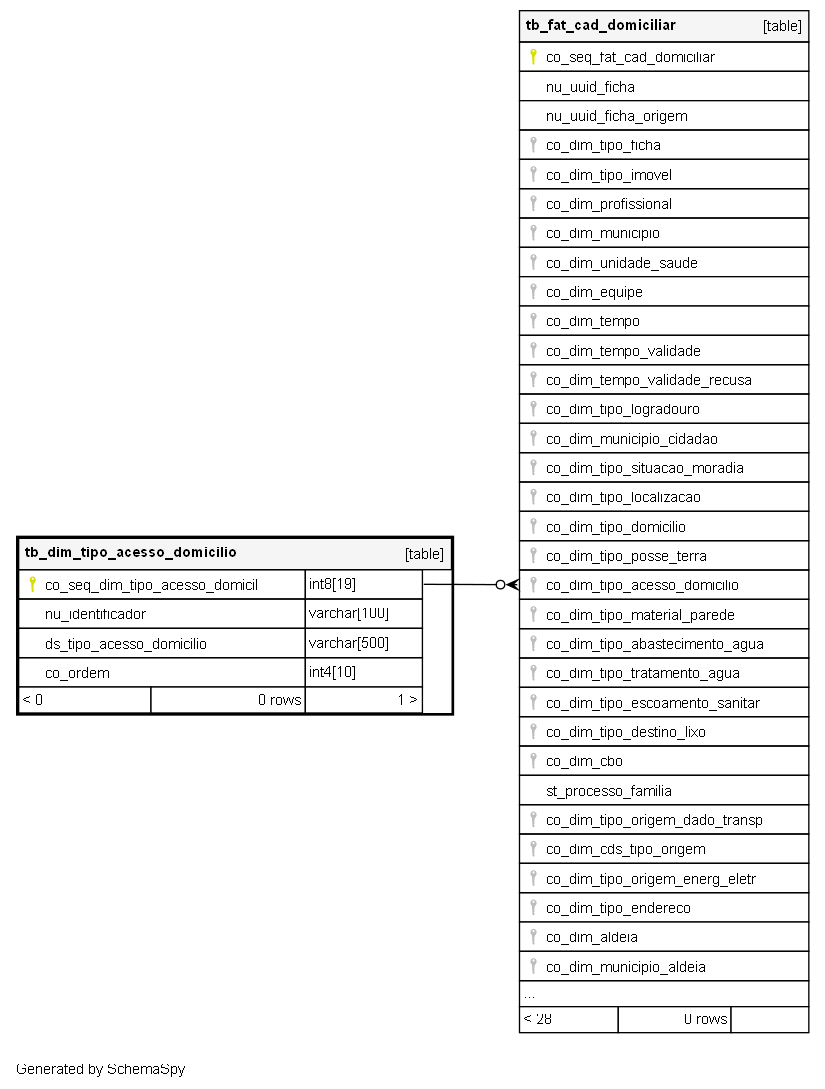 tb_fat_cad_domiciliar [table]
co_seq_fat_cad_domiciliar
nu_uuid_ficha
nu_uuid_ficha_origem
co_dim_tipo_ficha
co_dim_tipo_imovel
co_dim_profissional
co_dim_municipio
co_dim_unidade_saude
co_dim_equipe
co_dim_tempo
co_dim_tempo_validade
co_dim_tempo_validade_recusa
co_dim_tipo_logradouro
co_dim_municipio_cidadao
co_dim_tipo_situacao_moradia
co_dim_tipo_localizacao
co_dim_tipo_domicilio
co_dim_tipo_posse_terra
co_dim_tipo_acesso_domicilio
co_dim_tipo_material_parede
co_dim_tipo_abastecimento_agua
co_dim_tipo_tratamento_agua
co_dim_tipo_escoamento_sanitar
co_dim_tipo_destino_lixo
co_dim_cbo
st_processo_familia
co_dim_tipo_origem_dado_transp
co_dim_cds_tipo_origem
co_dim_tipo_origem_energ_eletr
co_dim_tipo_endereco
co_dim_aldeia
co_dim_municipio_aldeia
...
< 28 0 rows
tb_dim_tipo_acesso_domicilio [table]
co_seq_dim_tipo_acesso_domicil int8[19]
nu_identificador varchar[100]
ds_tipo_acesso_domicilio varchar[500]
co_ordem int4[10]
< 0 0 rows 1 >
Generated by SchemaSpy